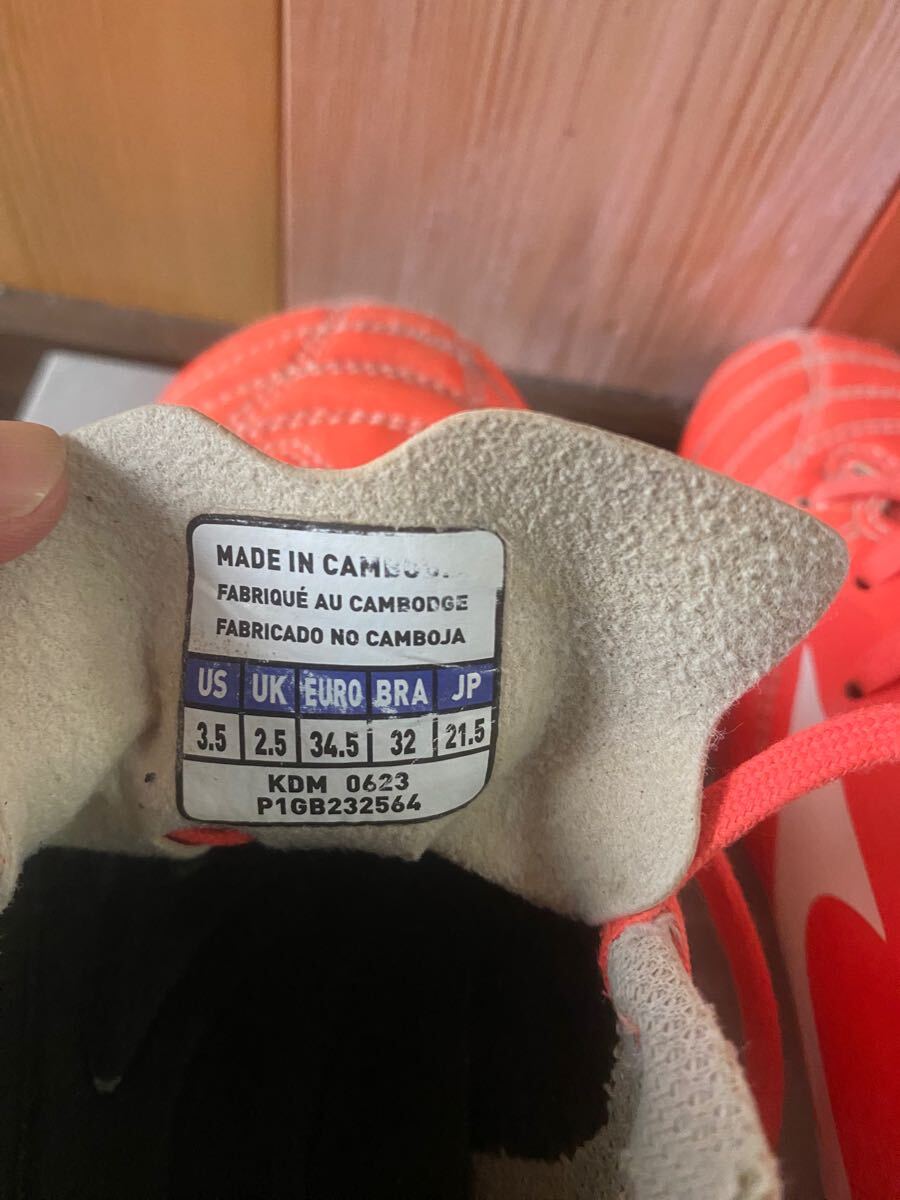 MADE IN
FABRIQUÉ AU CAMBODGE
FABRICADO NO CAMBOJA
US UK EURO BRA JP
3.5 2.5 34.5 32 21.5
KDM 0623
P1GB232564